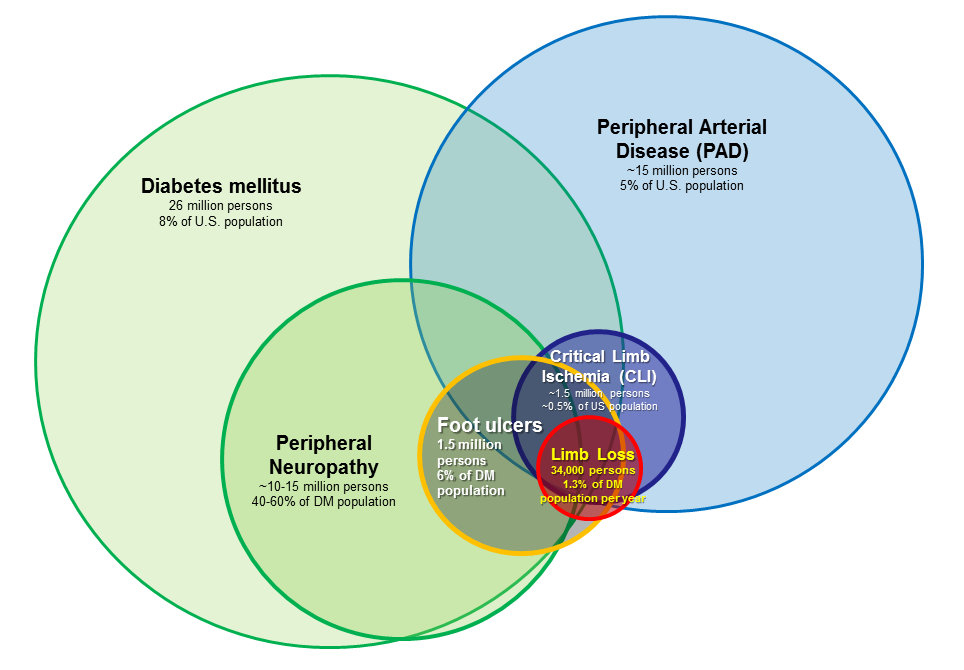 Peripheral Arterial
Disease (PAD)
~15 million persons
5% of U.S. population
Diabetes mellitus
26 million persons
8% of U.S. population
Critical Limb
Ischemia (CLI)
~1.5 million persons
~0.5% of US population
Foot ulcers
1.5 million
persons
6% of DM
population
Limb Loss
34,000 persons
1.3% of DM
population per year
Peripheral
Neuropathy
~10-15 million persons
40-60% of DM population